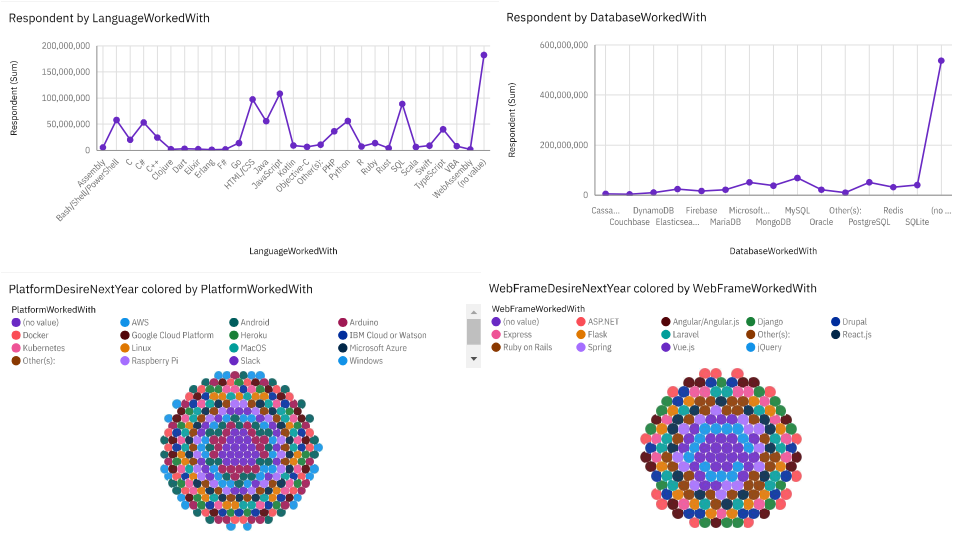 Respondent by LanguageWorkedWith
Respondent (Sum)
200,000,000
150,000,000
100,000,000
50,000,000
0
Assembly
Bash/Shell/PowerShell
C
C#
C++
Clojure
Dart
Elixir
Erlang
F#
Go
HTML/CSS
Java
JavaScript
Kotlin
Objective-C
Other(s):
PHP
Python
R
Ruby
Rust
SQL
Scala
Swift
TypeScript
VBA
WebAssembly
(no value)
LanguageWorkedWith
Respondent by DatabaseWorkedWith
Respondent (Sum)
600,000,000
400,000,000
200,000,000
0
Cassa...
Couchbase
DynamoDB
Elasticsea...
Firebase
MariaDB
Microsoft...
MongoDB
MySQL
Oracle
Other(s):
PostgreSQL
Redis
SQLite
(no ...
DatabaseWorkedWith
PlatformDesireNextYear colored by PlatformWorkedWith
PlatformWorkedWith
(no value) AWS Android Arduino
Docker Google Cloud Platform Heroku IBM Cloud or Watson
Kubernetes Linux MacOS Microsoft Azure
Other(s): Raspberry Pi Slack Windows
WebFrameDesireNextYear colored by WebFrameWorkedWith
WebFrameWorkedWith
(no value) ASP.NET Angular/Angular.js Django Drupal
Express Flask Laravel Other(s): React.js
Ruby on Rails Spring Vue.js jQuery